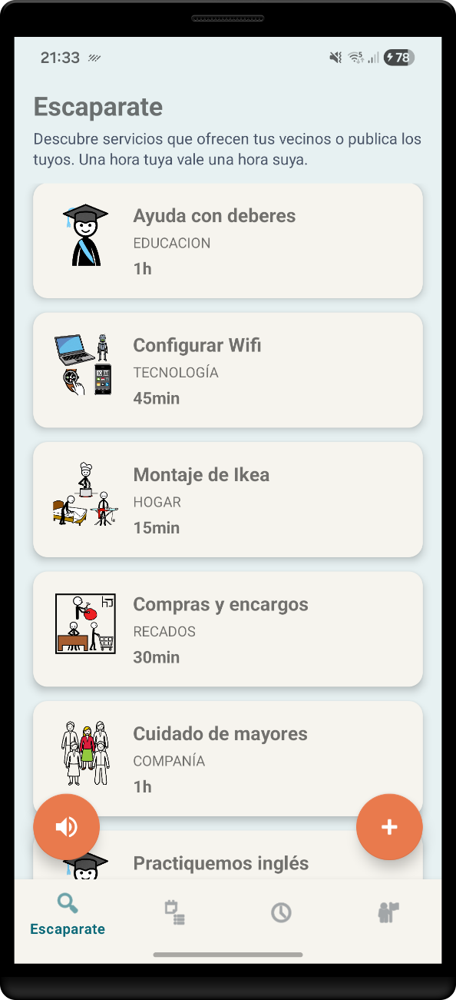 21:33
78
Escaparate
Descubre servicios que ofrecen tus vecinos o publica los
tuyos. Una hora tuya vale una hora suya.
Ayuda con deberes
EDUCACION
1h
Configurar Wifi
TECNOLOGÍA
45min
Montaje de Ikea
HOGAR
15min
Compras y encargos
RECADOS
30min
Cuidado de mayores
COMPAÑÍA
1h
Practiquemos inglés
Escaparate